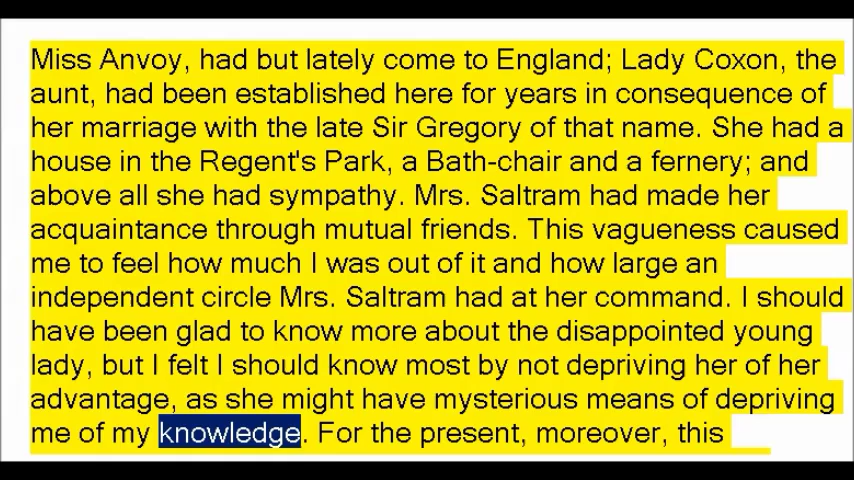 Miss Anvoy, had but lately come to England; Lady Coxon, the
aunt, had been established here for years in consequence of
her marriage with the late Sir Gregory of that name. She had a
house in the Regent's Park, a Bath-chair and a fernery; and
above all she had sympathy. Mrs. Saltram had made her
acquaintance through mutual friends. This vagueness caused
me to feel how much I was out of it and how large an
independent circle Mrs. Saltram had at her command. I should
have been glad to know more about the disappointed young
lady, but I felt I should know most by not depriving her of her
advantage, as she might have mysterious means of depriving
me of my knowledge. For the present, moreover, this